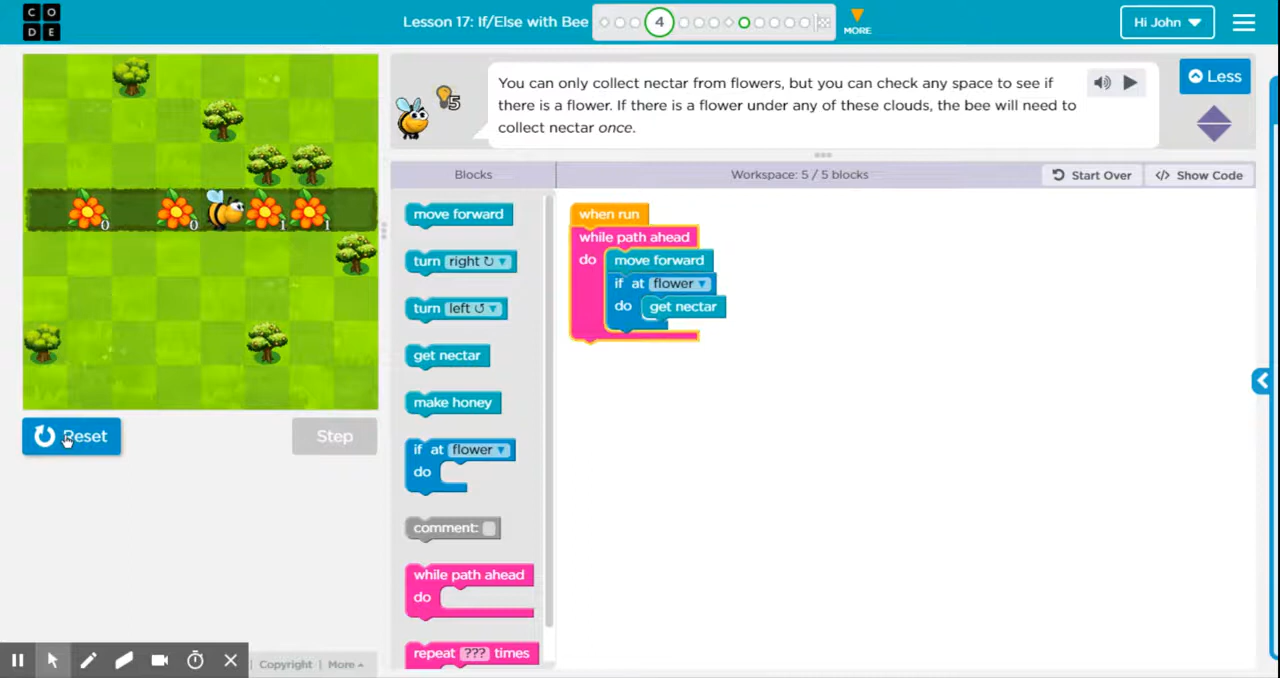 C O
D E
Lesson 17: If/Else with Bee
4
MORE
Hi John
5
You can only collect nectar from flowers, but you can check any space to see if
there is a flower. If there is a flower under any of these clouds, the bee will need to
collect nectar once.
Less
0
0
1
1
Reset
Step
Blocks
Workspace: 5 / 5 blocks
Start Over
</> Show Code
move forward
turn right
turn left
get nectar
make honey
if at flower
do
comment:
while path ahead
do
repeat ??? times
when run
while path ahead
do
move forward
if at flower
do
get nectar
Copyright | More